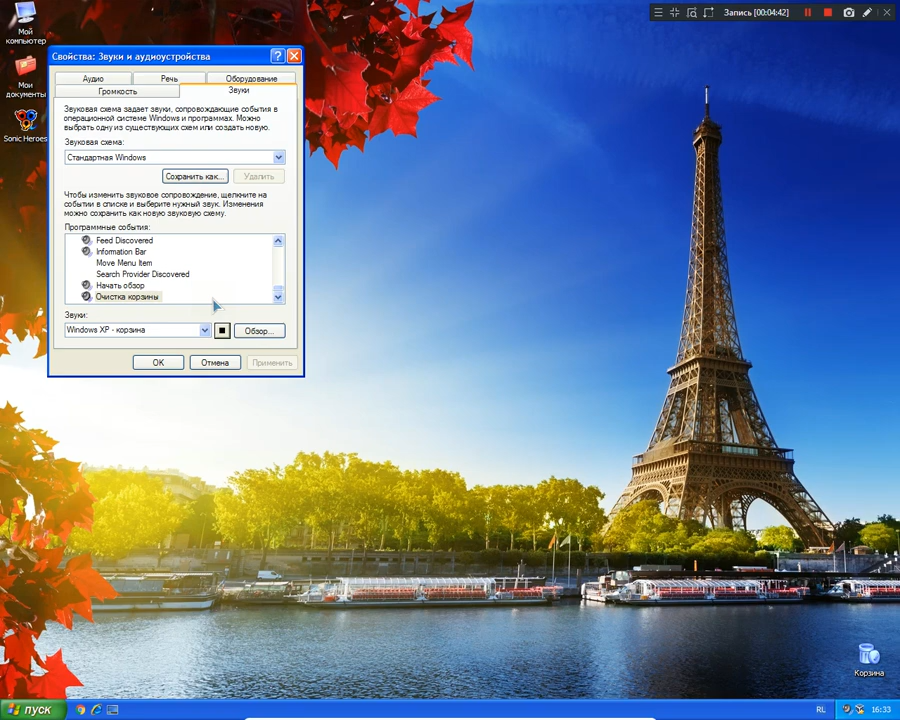 Мой
компьютер
Мои
документы
Sonic Heroes
Запись [00:04:42]
Свойства: Звуки и аудиоустройства
Аудио
Речь
Оборудование
Громкость
Звуки
Звуковая схема задает звуки, сопровождающие события в
операционной системе Windows и программах. Можно
выбрать одну из существующих схем или создать новую.
Звуковая схема:
Стандартная Windows
Сохранить как...
Удалить
Чтобы изменить звуковое сопровождение, щелкните на
событии в списке и выберите нужный звук. Изменения
можно сохранить как новую звуковую схему.
Программные события:
Feed Discovered
Information Bar
Move Menu Item
Search Provider Discovered
Начать обзор
Очистка корзины
Звуки:
Windows XP - корзина
Обзор...
OK
Отмена
Применить
Корзина
пуск
RL
16:33